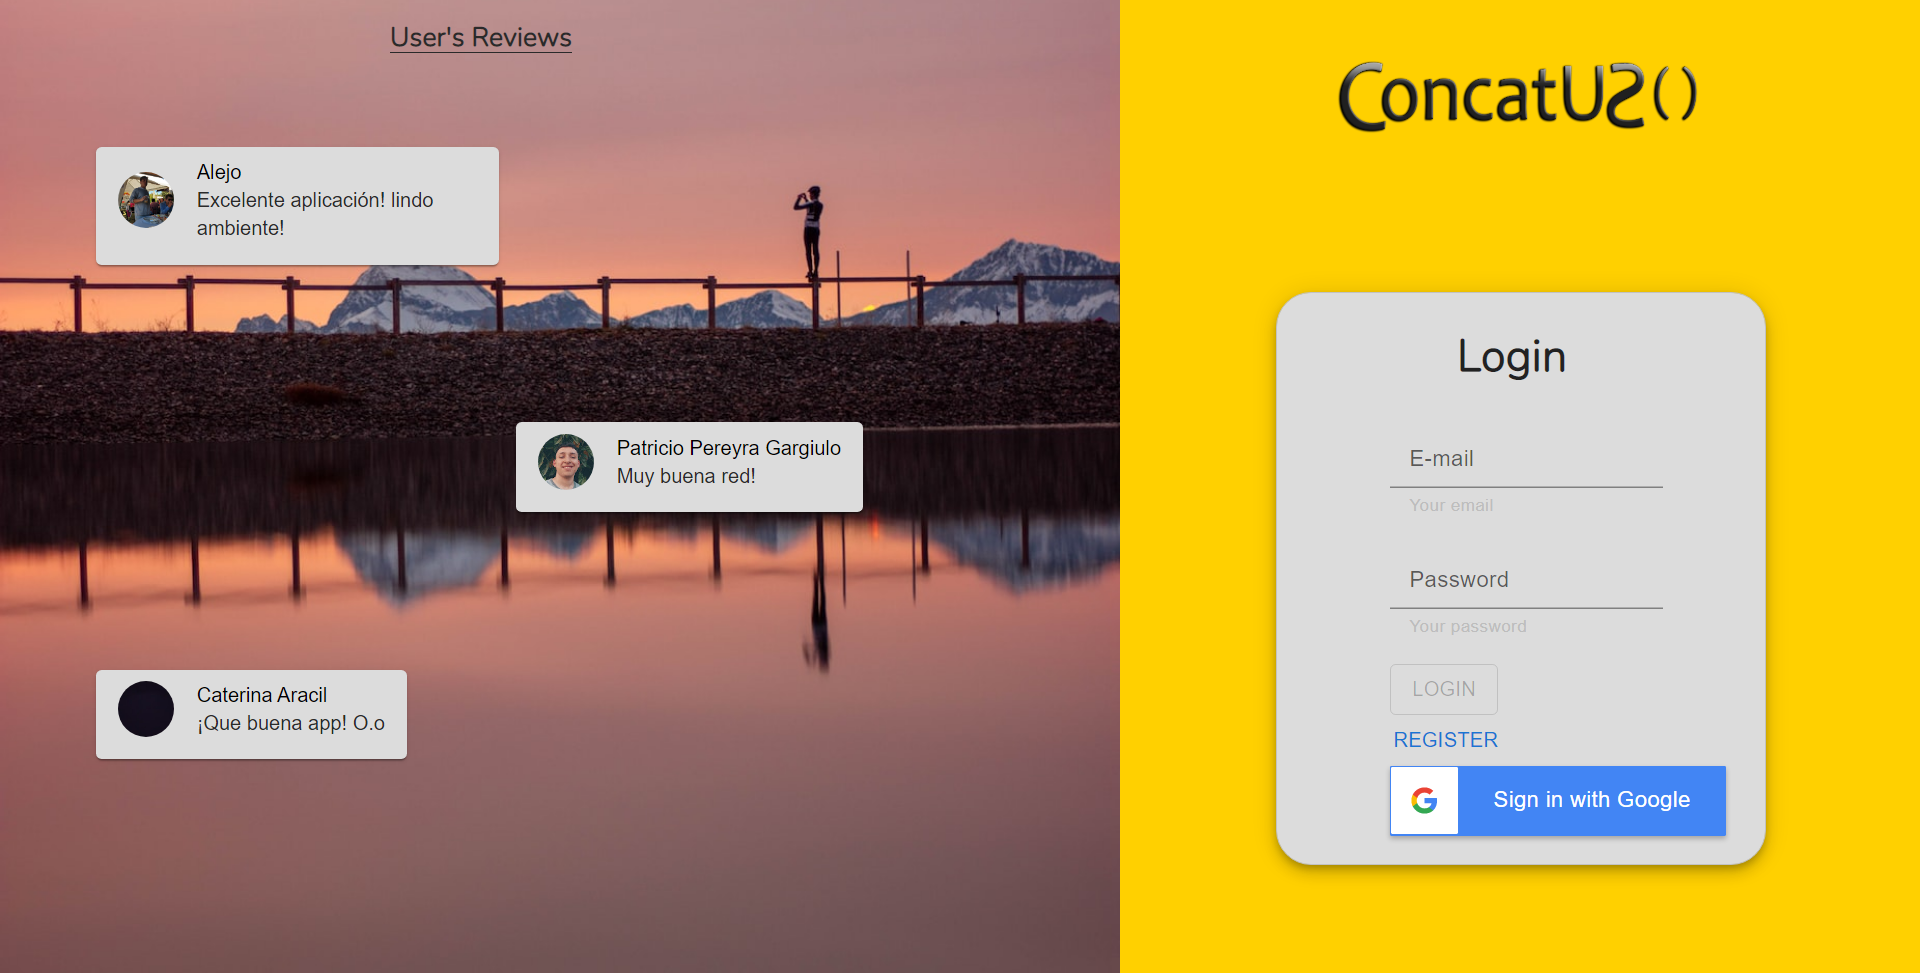 User's Reviews
Alejo
Excelente aplicación! lindo
ambiente!
Patricio Pereyra Gargiulo
Muy buena red!
Caterina Aracil
¡Que buena app! O.o
ConcatUS()
Login
E-mail
Your email
Password
Your password
LOGIN
REGISTER
Sign in with Google